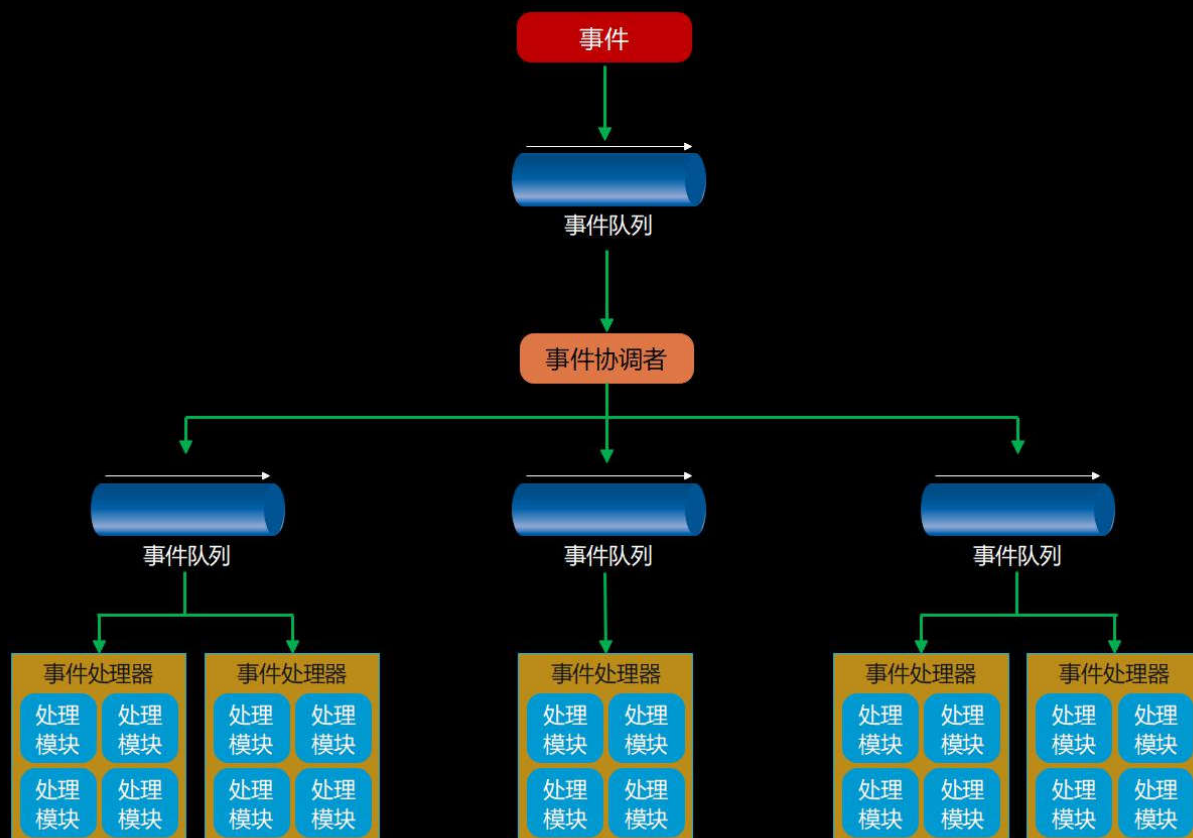 事件
事件队列
事件协调者
事件队列
事件队列
事件队列
事件处理器
处理
模块
处理
模块
处理
模块
处理
模块
事件处理器
处理
模块
处理
模块
处理
模块
处理
模块
事件处理器
处理
模块
处理
模块
处理
模块
处理
模块
事件处理器
处理
模块
处理
模块
处理
模块
处理
模块
事件处理器
处理
模块
处理
模块
处理
模块
处理
模块